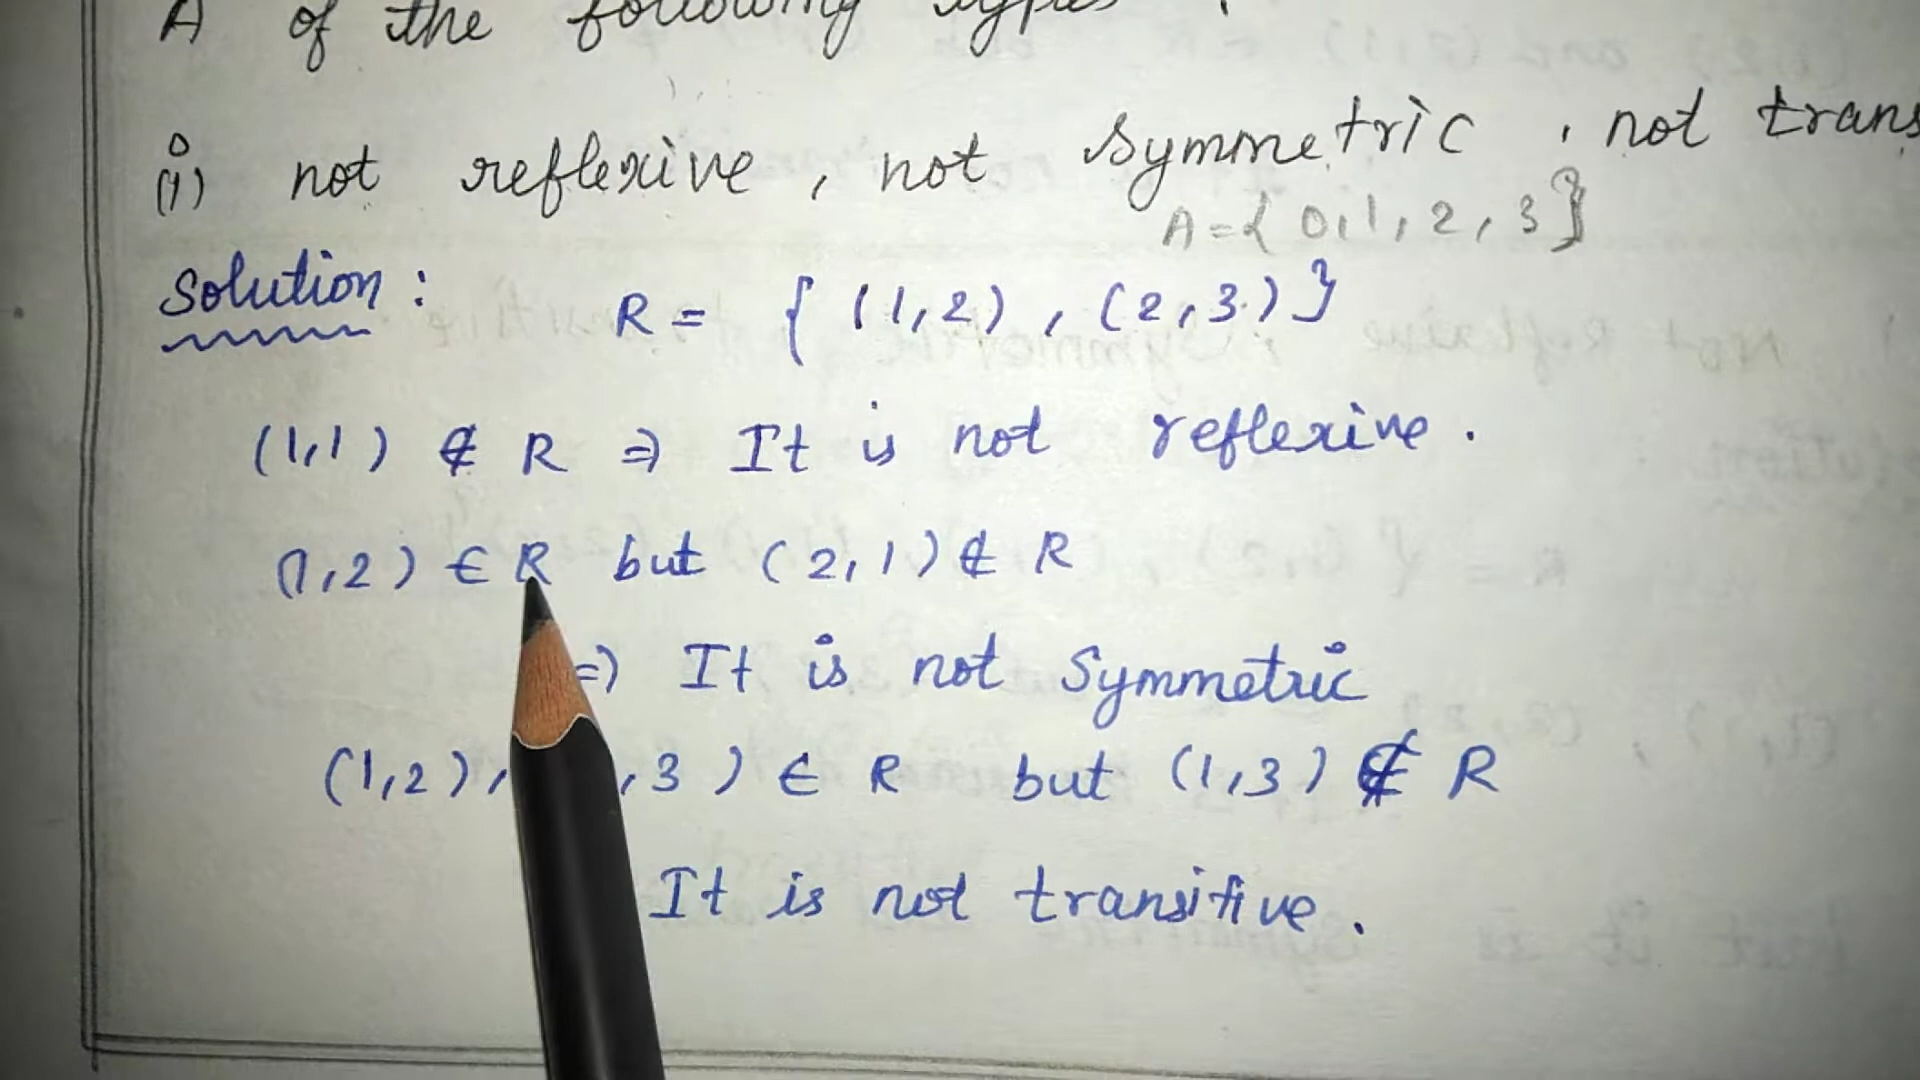 A of the following types
(i) not reflexive, not symmetric, not trans
A={0,1,2,3}
Solution: R = {(1,2), (2,3)}
(1,1) ∉ R ⇒ It is not reflexive.
(1,2) ∈ R but (2,1) ∉ R
⇒ It is not Symmetric
(1,2), ,3) ∈ R but (1,3) ∉ R
It is not transitive.